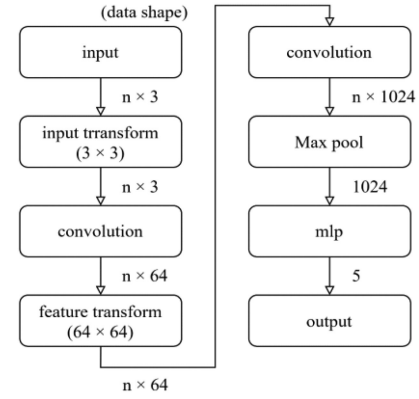 (data shape)
input
n × 3
input trransform
(3 × 3)
n × 3
convolution
n × 64
feature transform
(64 × 64)
n × 64
convolution
n × 1024
Max pool
1024
mlp
5
output